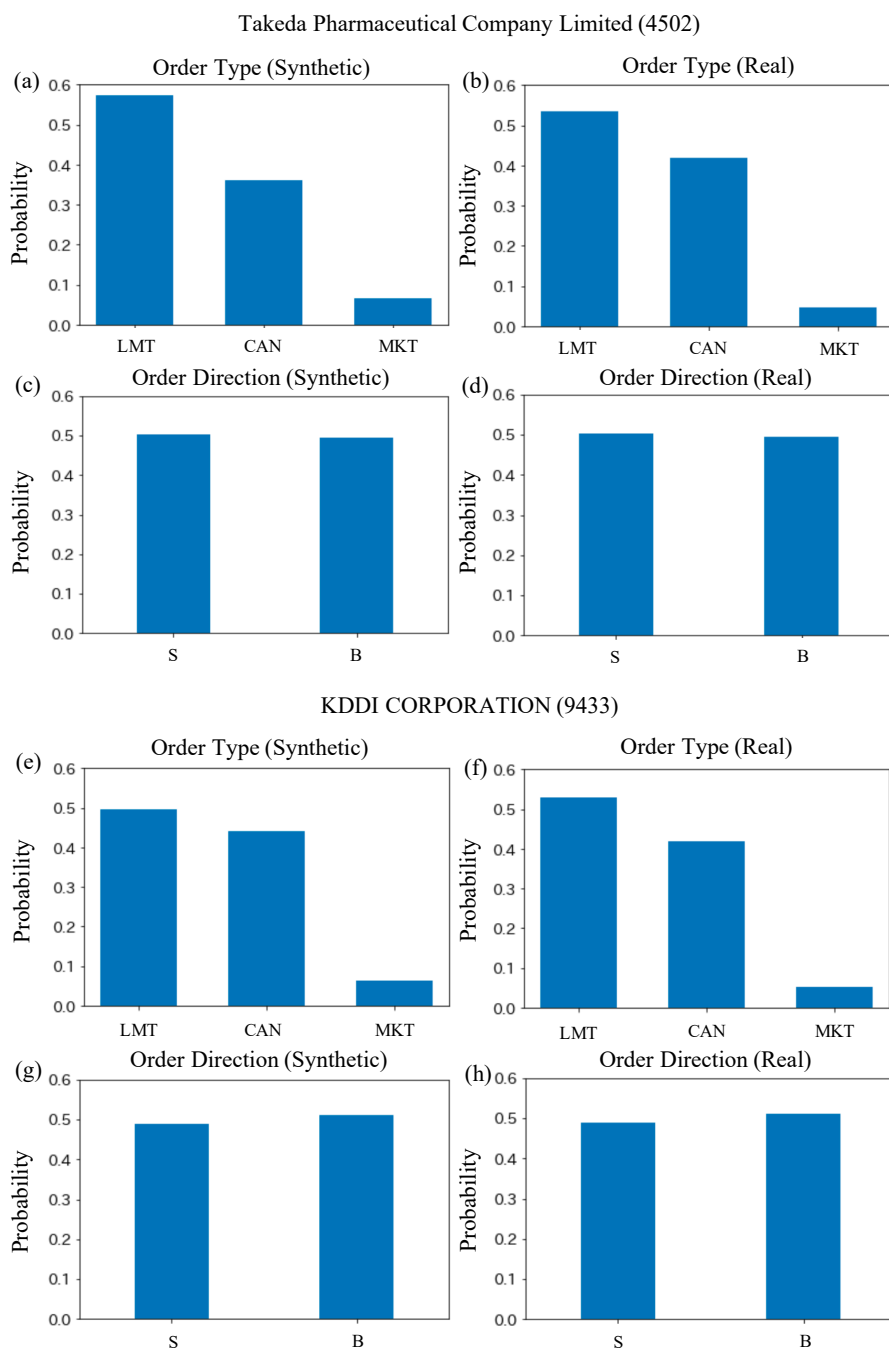 Takeda Pharmaceutical Company Limited (4502)
(a)
Order Type (Synthetic)
Probability
0.6
0.5
0.4
0.3
0.2
0.1
0.0
LMT CAN MKT
(b)
Order Type (Real)
Probability
0.6
0.5
0.4
0.3
0.2
0.1
0.0
LMT CAN MKT
(c)
Order Direction (Synthetic)
Probability
0.6
0.5
0.4
0.3
0.2
0.1
0.0
S B
(d)
Order Direction (Real)
Probability
0.6
0.5
0.4
0.3
0.2
0.1
0.0
S B
KDDI CORPORATION (9433)
(e)
Order Type (Synthetic)
Probability
0.6
0.5
0.4
0.3
0.2
0.1
0.0
LMT CAN MKT
(f)
Order Type (Real)
Probability
0.6
0.5
0.4
0.3
0.2
0.1
0.0
LMT CAN MKT
(g)
Order Direction (Synthetic)
Probability
0.6
0.5
0.4
0.3
0.2
0.1
0.0
S B
(h)
Order Direction (Real)
Probability
0.6
0.5
0.4
0.3
0.2
0.1
0.0
S B